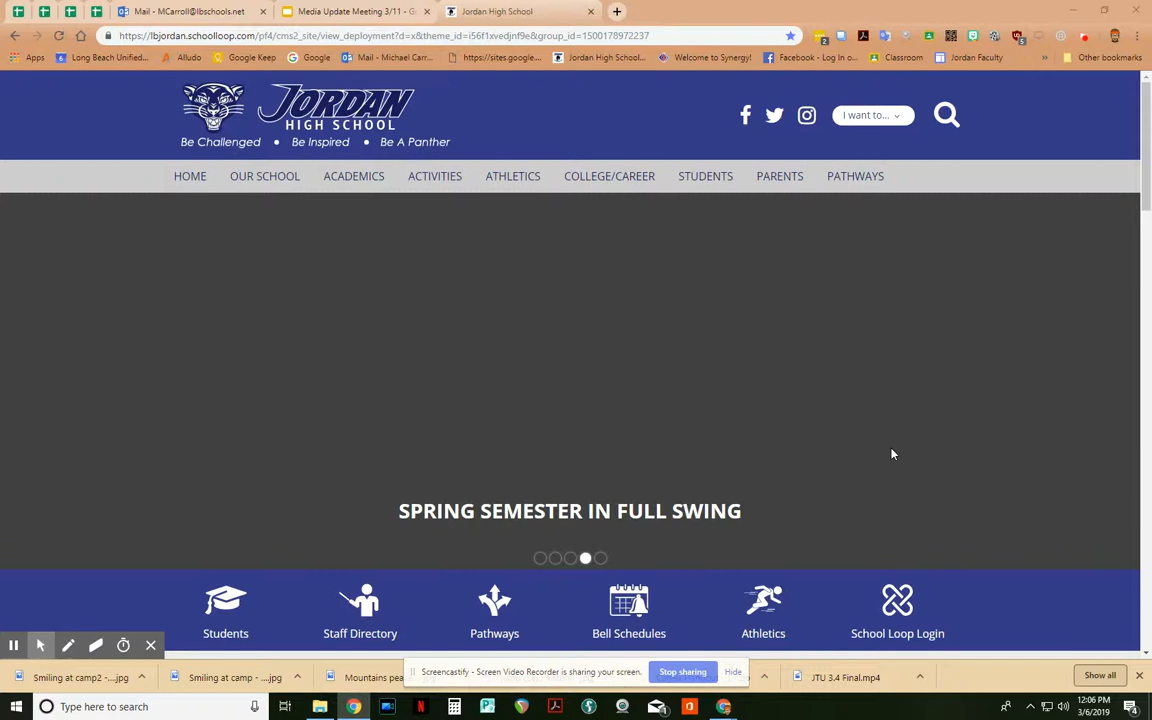 Mail - MCarroll@lbschools.net
Media Update Meeting 3/11 - G
Jordan High School
https://lbjordan.schoolloop.com/pf4/cms2_site/view_deployment?d=x&theme_id=i56f1xvedjnf9e&group_id=1500178972237
Apps
Long Beach Unified...
Alludo
Google Keep
Google
Mail - Michael Carr...
https://sites.google...
Jordan High School...
Welcome to Synergy!
Facebook - Log In o...
Classroom
Jordan Faculty
»
Other bookmarks
JORDAN
HIGH SCHOOL
Be Challenged • Be Inspired • Be A Panther
I want to...
HOME OUR SCHOOL ACADEMICS ACTIVITIES ATHLETICS COLLEGE/CAREER STUDENTS PARENTS PATHWAYS
SPRING SEMESTER IN FULL SWING
Students Staff Directory Pathways Bell Schedules Athletics School Loop Login
Smiling at camp2 -....jpg
Smiling at camp - ....jpg
Mountains pea
Screencastify - Screen Video Recorder is sharing your screen.
Stop sharing
Hide
JTU 3.4 Final.mp4
Show all
Type here to search
12:06 PM
3/6/2019